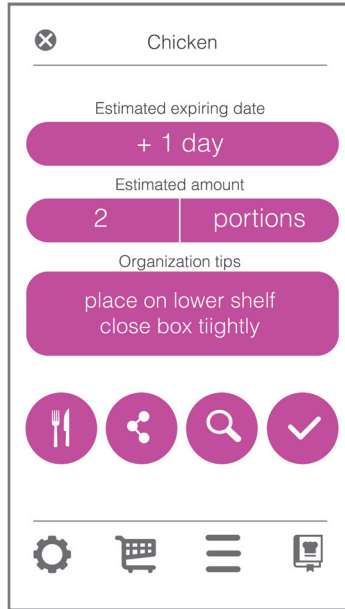 Chicken
Estimated expiring date
+ 1 day
Estimated amount
2 portions
Organization tips
place on lower shelf
close box tiightly